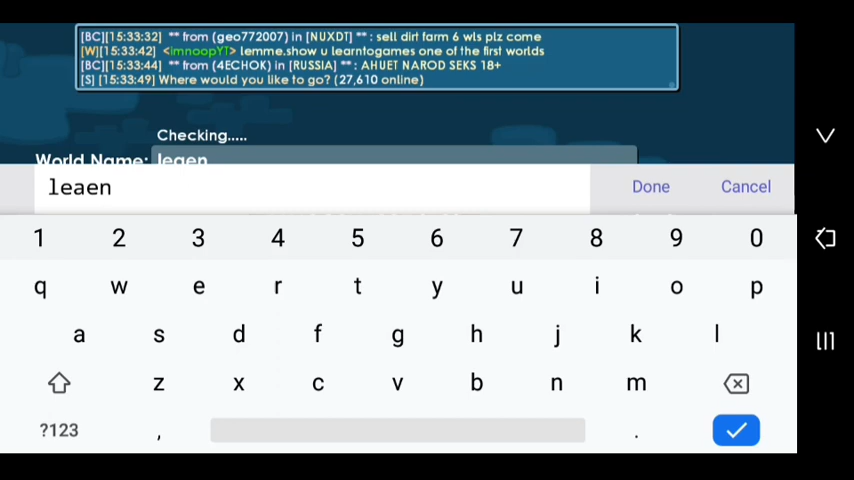 [BC][15:33:32] ** from (geo772007) in [NUXDT] ** : sell dirt farm 6 wls plz come
[W][15:33:42] <imnoopYT> lemme.show u learntogames one of the first worlds
[BC][15:33:44] ** from (4ECHOK) in [RUSSIA] ** : AHUET NAROD SEKS 18+
[S] [15:33:49] Where would you like to go? (27,610 online)
Checking.....
World Name: leaen
leaen Done Cancel
1 2 3 4 5 6 7 8 9 0
q w e r t y u i o p
a s d f g h j k l
z x c v b n m
?123 , .